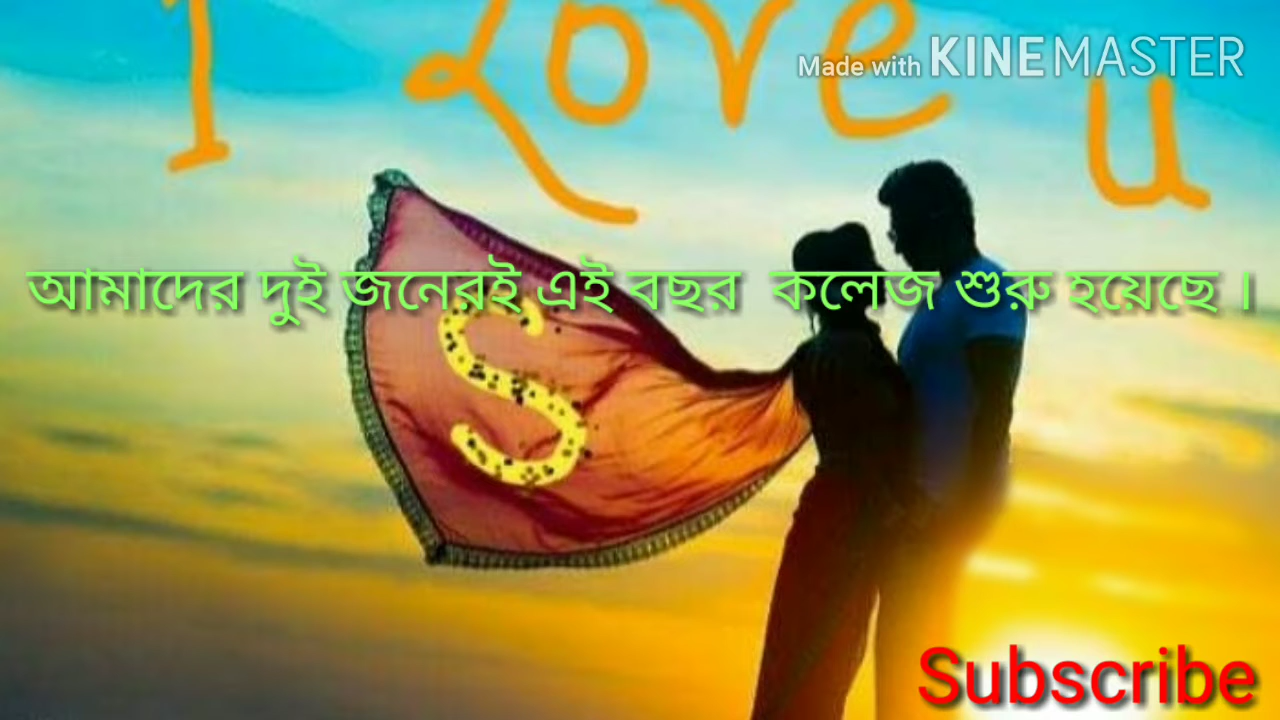 I Love u
Made with KINEMASTER
আমাদের দুই জনেরই এই বছর কলেজ শুরু হয়েছে ।
S
Subscribe